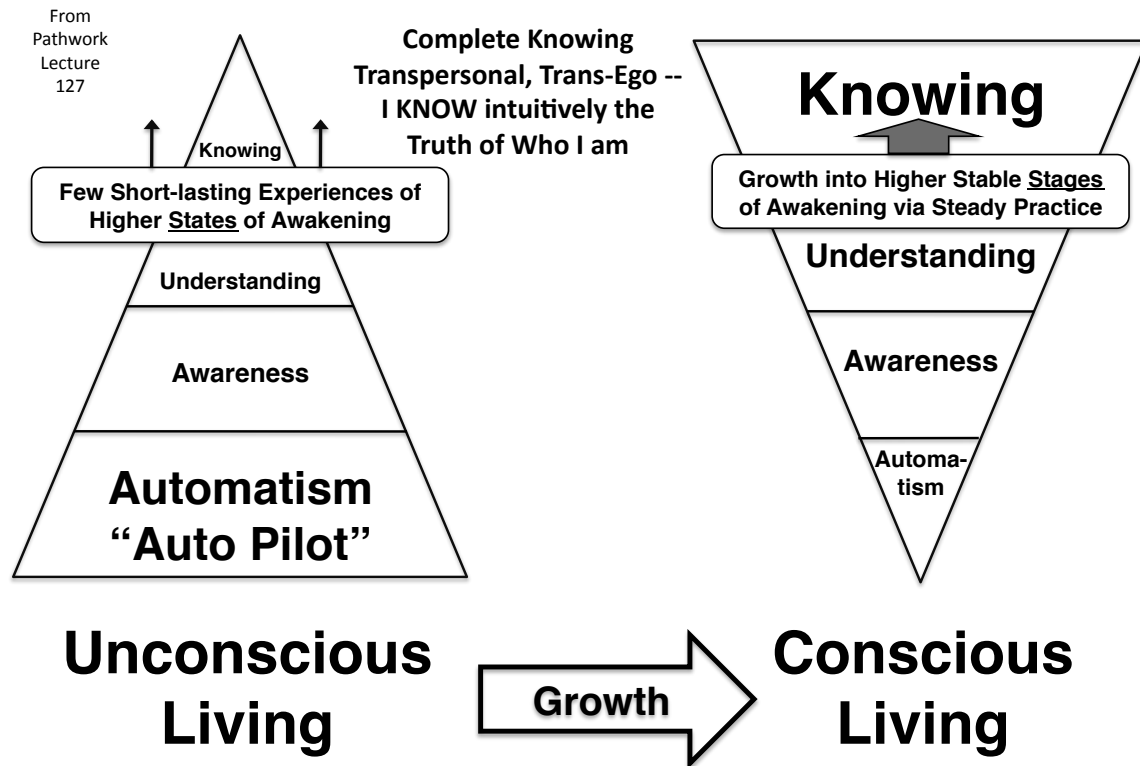 From
Pathwork
Lecture
127
Complete Knowing
Transpersonal, Trans-Ego --
I KNOW intuitively the
Truth of Who I am
Knowing
Few Short-lasting Experiences of
Higher States of Awakening
Understanding
Awareness
Automatism
“Auto Pilot”
Knowing
Growth into Higher Stable Stages
of Awakening via Steady Practice
Understanding
Awareness
Automa-
tism
Unconscious
Living
Growth
Conscious
Living